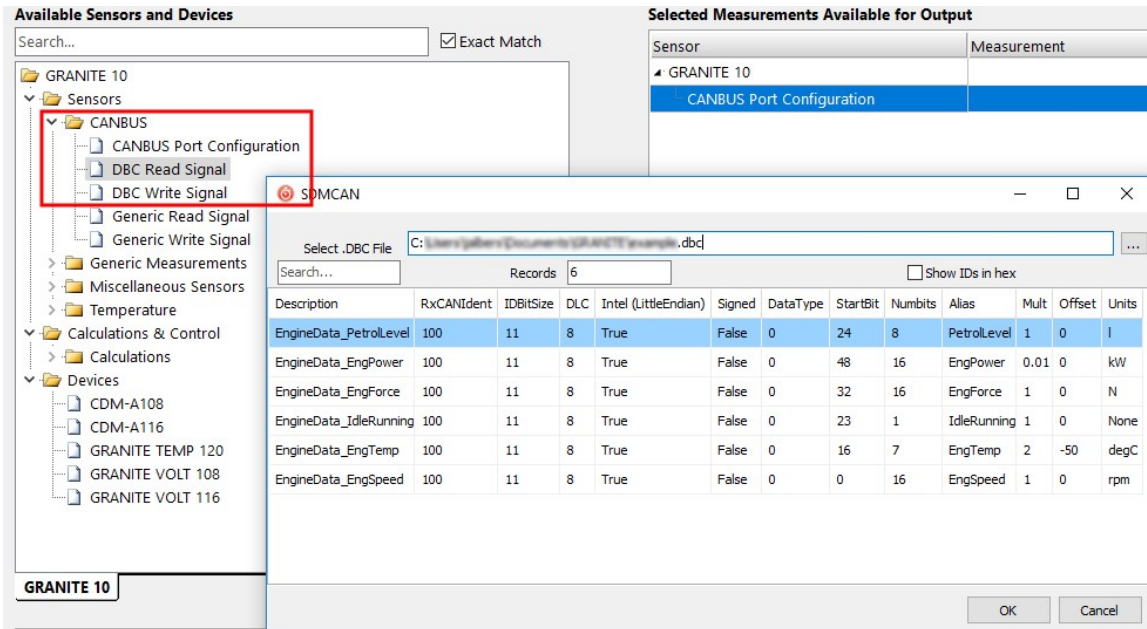 Available Sensors and Devices
Search...
Exact Match
GRANITE 10
Sensors
CANBUS
CANBUS Port Configuration
DBC Read Signal
DBC Write Signal
Generic Read Signal
Generic Write Signal
Generic Measurements
Miscellaneous Sensors
Temperature
Calculations & Control
Calculations
Devices
CDM-A108
CDM-A116
GRANITE TEMP 120
GRANITE VOLT 108
GRANITE VOLT 116
GRANITE 10
Selected Measurements Available for Output
Sensor Measurement
GRANITE 10
CANBUS Port Configuration
SDMCAN
Select .DBC File C: .dbc ...
Search... Records 6 Show IDs in hex
Description RxCANIdent IDBitSize DLC Intel (LittleEndian) Signed DataType StartBit Numbits Alias Mult Offset Units
EngineData_PetrolLevel 100 11 8 True False 0 24 8 PetrolLevel 1 0 l
EngineData_EngPower 100 11 8 True False 0 48 16 EngPower 0.01 0 kW
EngineData_EngForce 100 11 8 True False 0 32 16 EngForce 1 0 N
EngineData_IdleRunning 100 11 8 True False 0 23 1 IdleRunning 1 0 None
EngineData_EngTemp 100 11 8 True False 0 16 7 EngTemp 2 -50 degC
EngineData_EngSpeed 100 11 8 True False 0 0 16 EngSpeed 1 0 rpm
OK Cancel